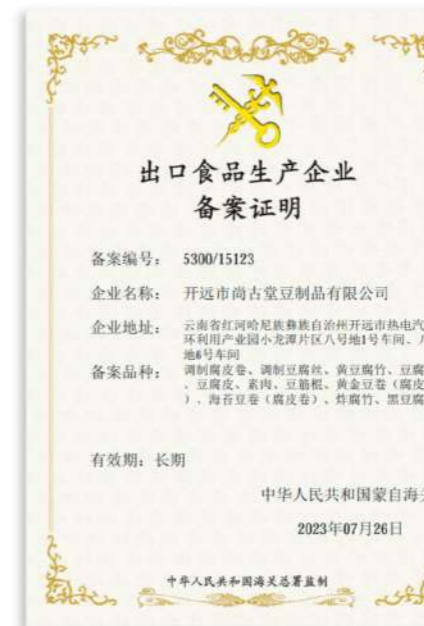 出口食品生产企业
备案证明
备案编号： 5300/15123
企业名称： 开远市尚古堂豆制品有限公司
企业地址： 云南省红河哈尼族彝族自治州开远市热电汽
环利用产业园小龙潭片区八号地1号车间、
地6号车间
备案品种： 调制腐皮卷、调制豆腐丝、黄豆腐竹、豆腐
、豆腐皮、素肉、豆筋棍、黄金豆卷（腐皮
）、海苔豆卷（腐皮卷）、炸腐竹、黑豆腐
有效期：长期
中华人民共和国蒙自海
2023年07月26日
中华人民共和国海关总署监制